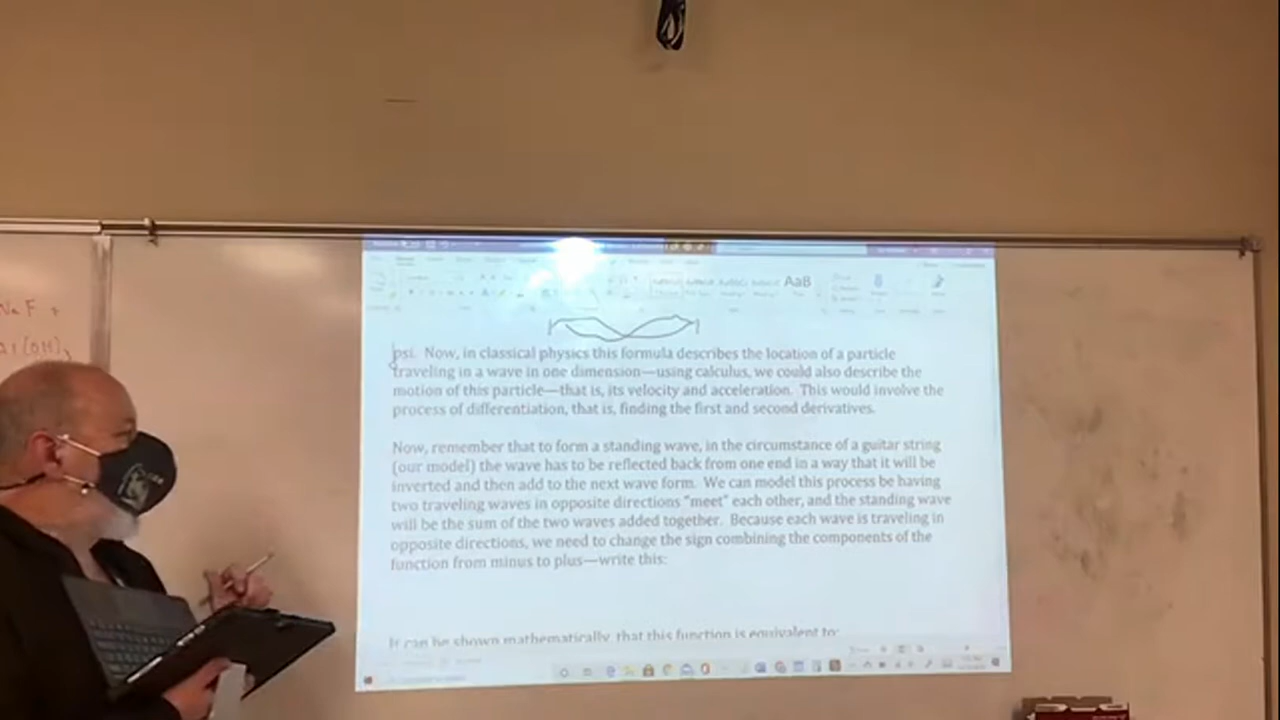 Na F +
Al(OH)3
AaB
psi. Now, in classical physics this formula describes the location of a particle
traveling in a wave in one dimension—using calculus, we could also describe the
motion of this particle—that is, its velocity and acceleration. This would involve the
process of differentiation, that is, finding the first and second derivatives.
Now, remember that to form a standing wave, in the circumstance of a guitar string
(our model) the wave has to be reflected back from one end in a way that it will be
inverted and then add to the next wave form. We can model this process be having
two traveling waves in opposite directions "meet" each other, and the standing wave
will be the sum of the two waves added together. Because each wave is traveling in
opposite directions, we need to change the sign combining the components of the
function from minus to plus—write this:
It can be shown mathematically, that this function is equivalent to: